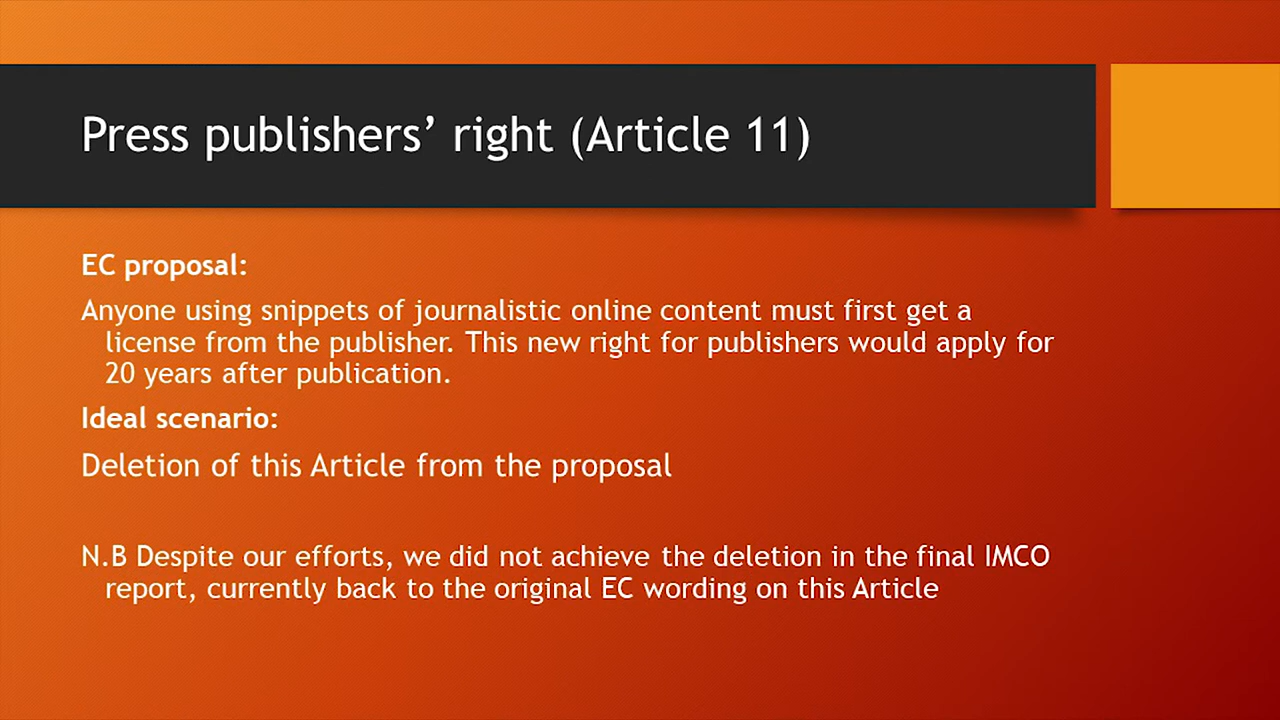 Press publishers’ right (Article 11)
EC proposal:
Anyone using snippets of journalistic online content must first get a
license from the publisher. This new right for publishers would apply for
20 years after publication.
Ideal scenario:
Deletion of this Article from the proposal
N.B Despite our efforts, we did not achieve the deletion in the final IMCO
report, currently back to the original EC wording on this Article